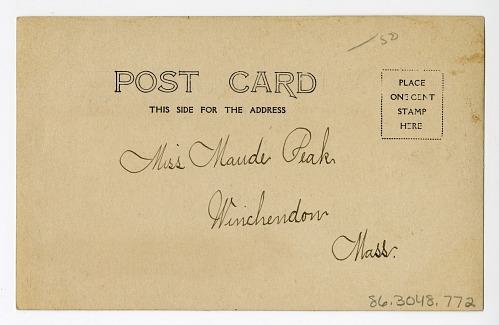 50
POST CARD
THIS SIDE FOR THE ADDRESS
PLACE
ONE CENT
STAMP
HERE
Miss Maude Peak
Winchendon
Mass.
86.3048.772